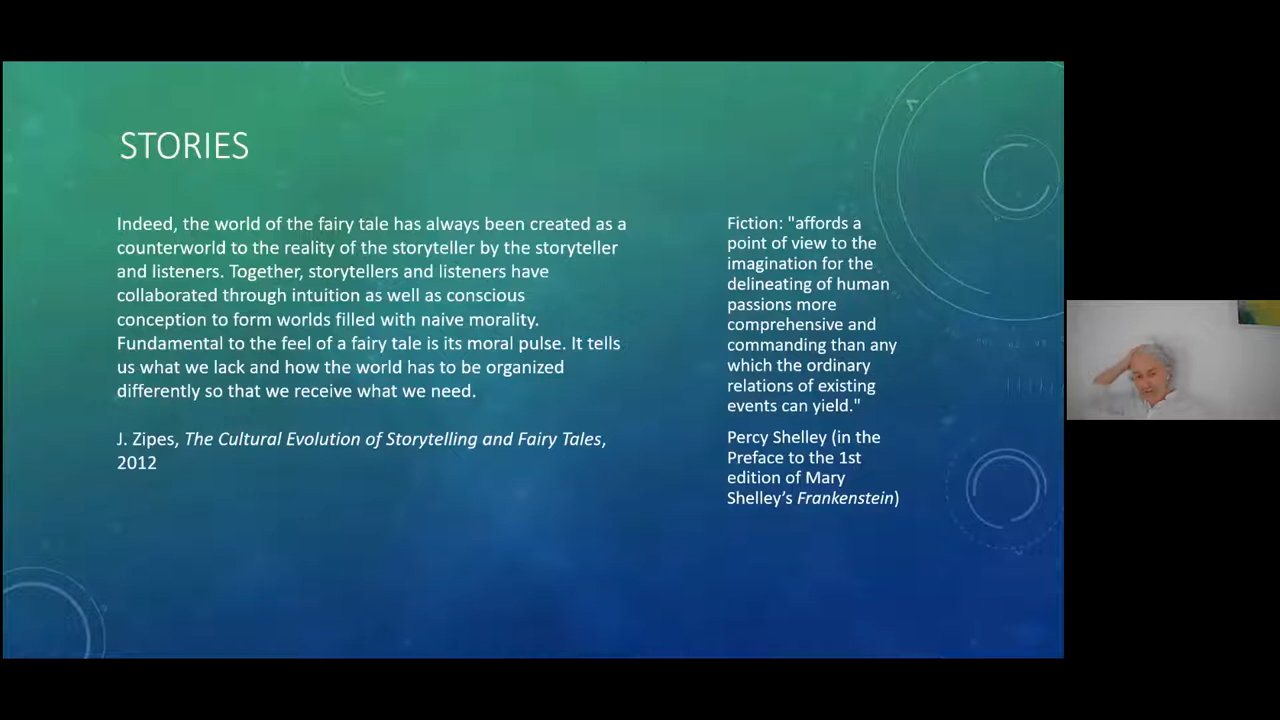 STORIES
Indeed, the world of the fairy tale has always been created as a
counterworld to the reality of the storyteller by the storyteller
and listeners. Together, storytellers and listeners have
collaborated through intuition as well as conscious
conception to form worlds filled with naive morality.
Fundamental to the feel of a fairy tale is its moral pulse. It tells
us what we lack and how the world has to be organized
differently so that we receive what we need.
J. Zipes, The Cultural Evolution of Storytelling and Fairy Tales,
2012
Fiction: "affords a
point of view to the
imagination for the
delineating of human
passions more
comprehensive and
commanding than any
which the ordinary
relations of existing
events can yield."
Percy Shelley (in the
Preface to the 1st
edition of Mary
Shelley’s Frankenstein)